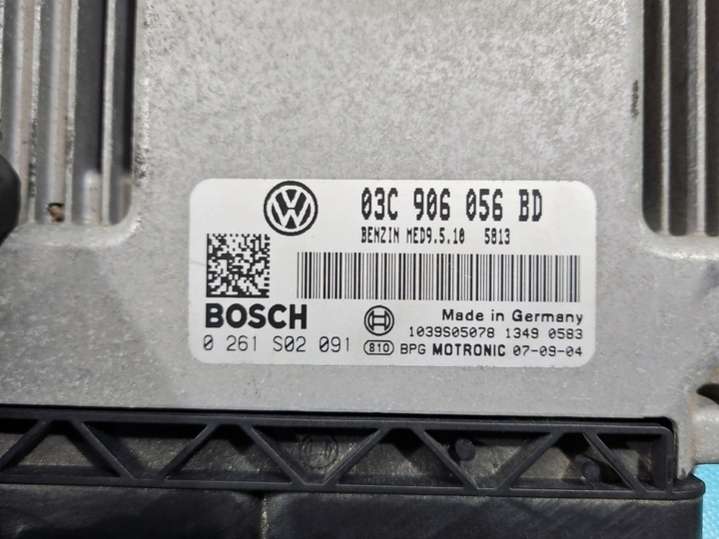 03C 906 056 BD
BENZIN MED9.5.10 5813
BOSCH
Made in Germany
1039S05078 1349 0583
0 261 S02 091
810 BPG MOTRONIC 07-09-04